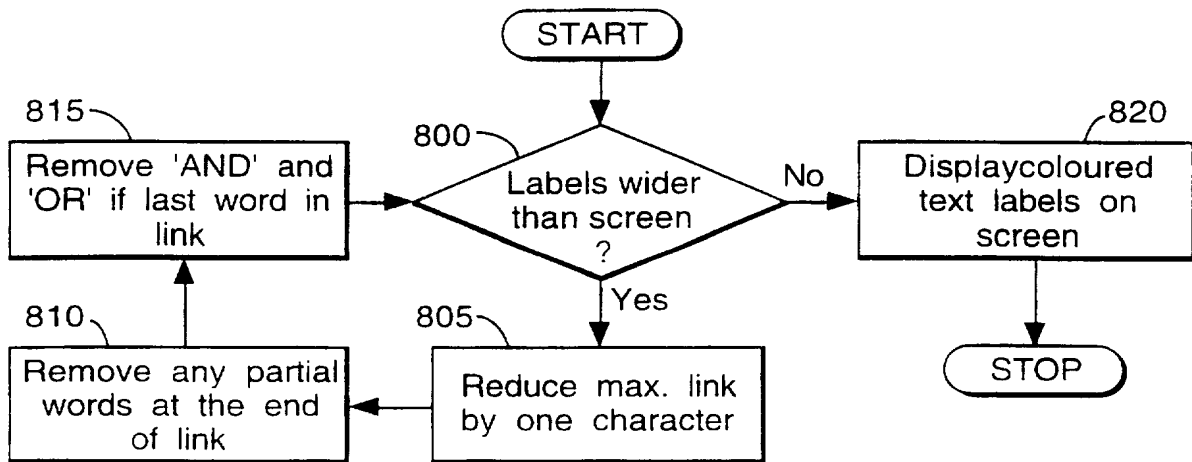 START
815
Remove 'AND' and
'OR' if last word in
link
800
Labels wider
than screen
?
No
820
Displaycoloured
text labels on
screen
Yes
810
Remove any partial
words at the end
of link
805
Reduce max. link
by one character
STOP